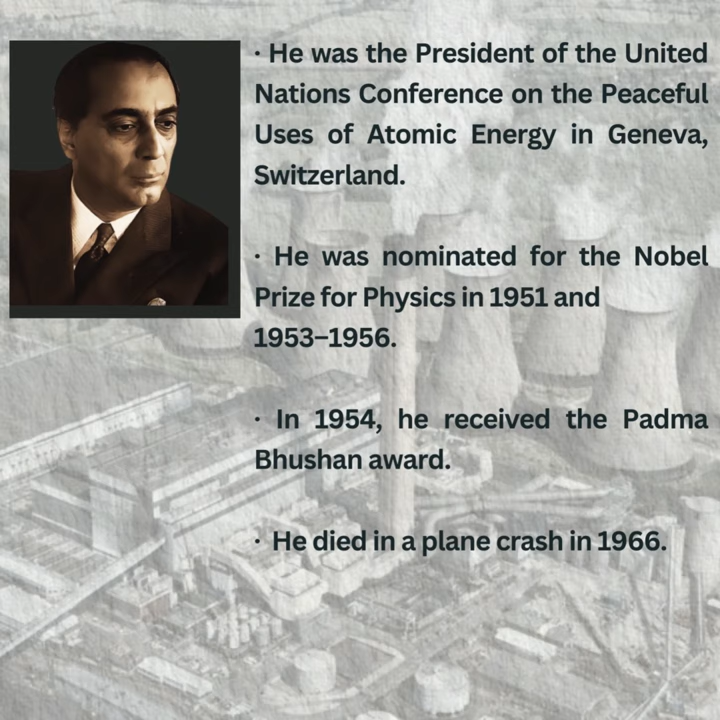 · He was the President of the United
Nations Conference on the Peaceful
Uses of Atomic Energy in Geneva,
Switzerland.
· He was nominated for the Nobel
Prize for Physics in 1951 and
1953–1956.
· In 1954, he received the Padma
Bhushan award.
· He died in a plane crash in 1966.